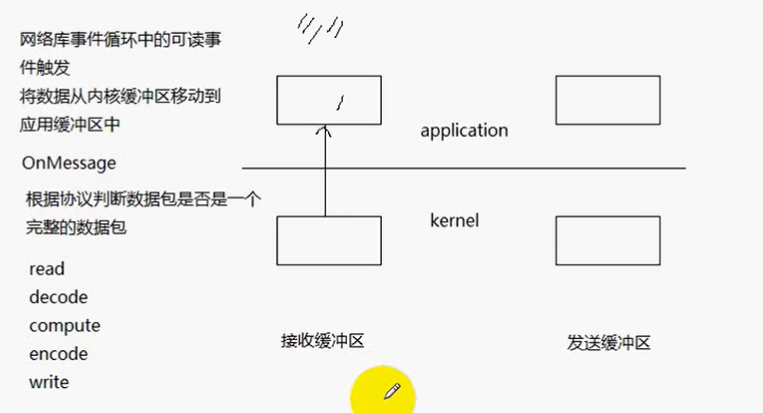 网络库事件循环中的可读事
件触发
将数据从内核缓冲区移动到
应用缓冲区中
OnMessage
根据协议判断数据包是否是一个
完整的数据包
read
decode
compute
encode
write
application
kernel
接收缓冲区
发送缓冲区